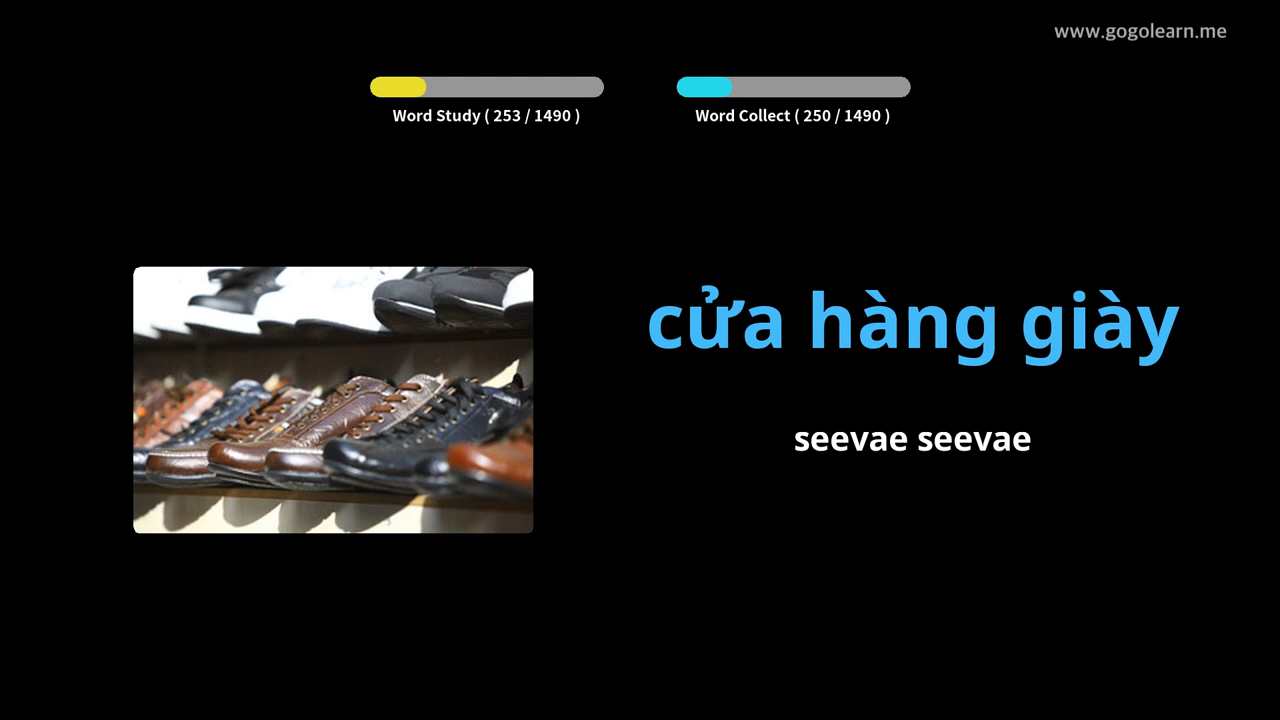 www.gogolearn.me
Word Study ( 253 / 1490 )
Word Collect ( 250 / 1490 )
cửa hàng giày
seevae seevae